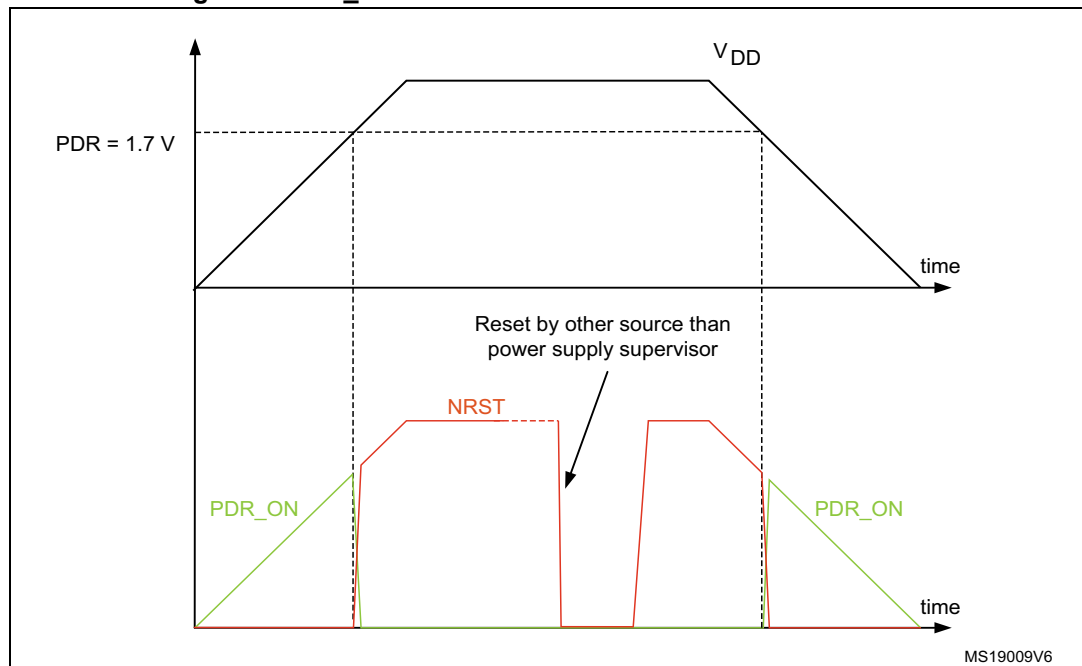 V DD
PDR = 1.7 V
time
Reset by other source than
power supply supervisor
NRST
PDR_ON
PDR_ON
time
MS19009V6